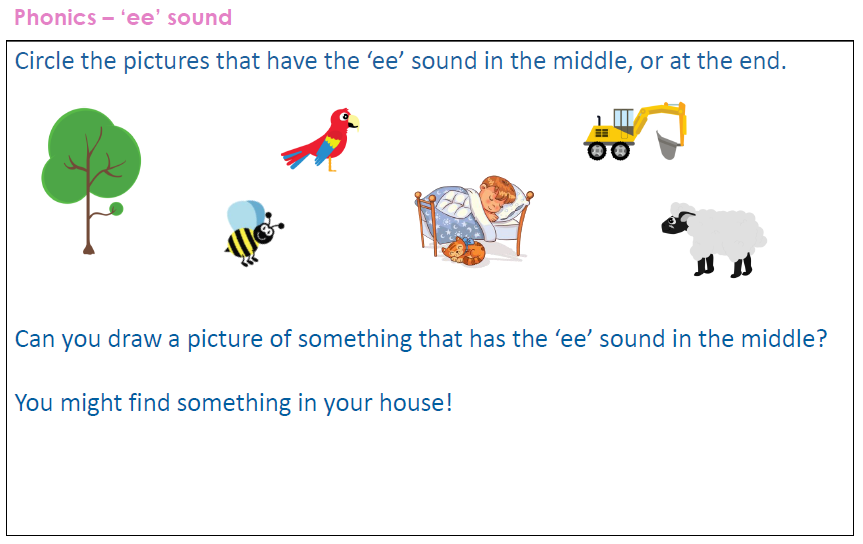 Phonics – ‘ee’ sound
Circle the pictures that have the ‘ee’ sound in the middle, or at the end.
Can you draw a picture of something that has the ‘ee’ sound in the middle?
You might find something in your house!